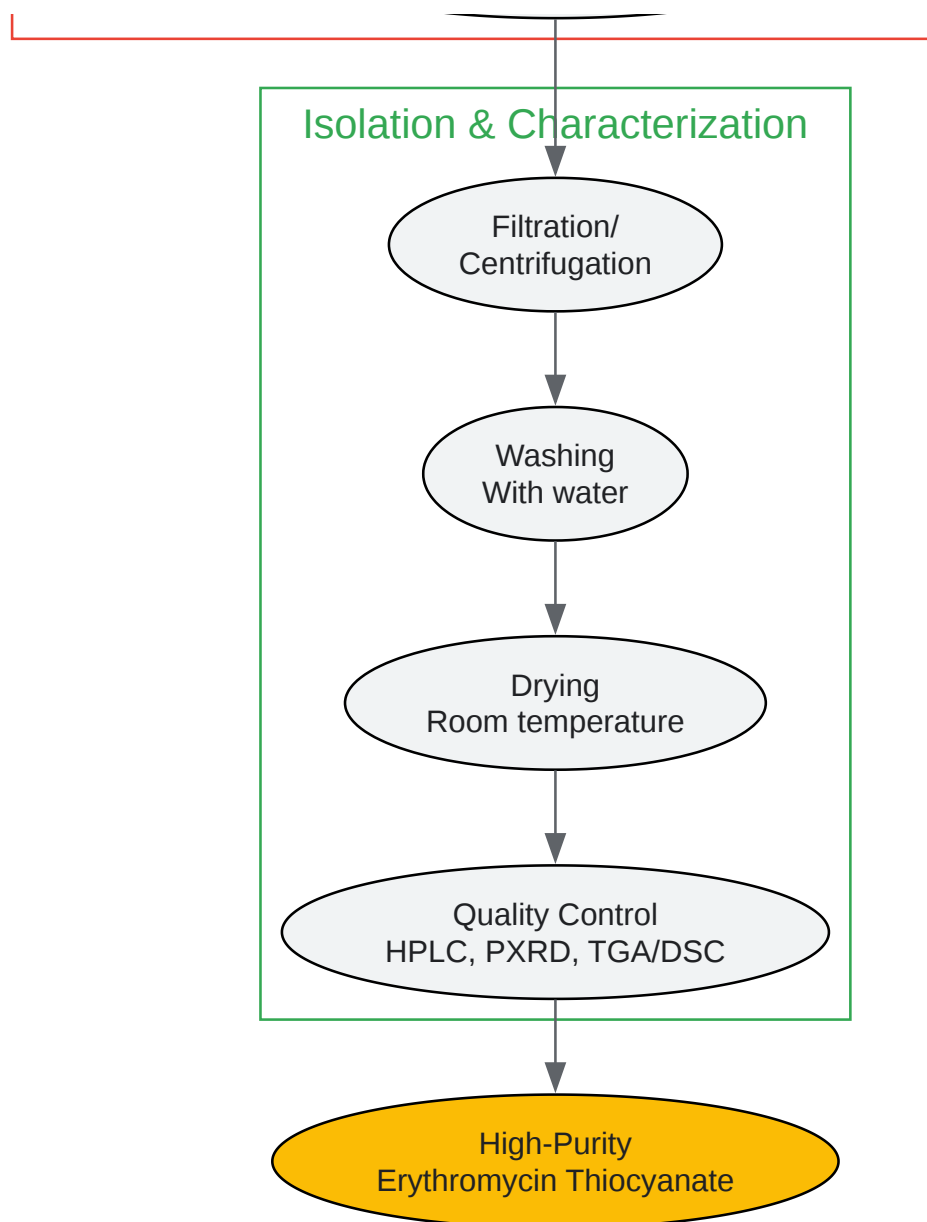 Isolation & Characterization
Filtration/
Centrifugation
Washing
With water
Drying
Room temperature
Quality Control
HPLC, PXRD, TGA/DSC
High-Purity
Erythromycin Thiocyanate